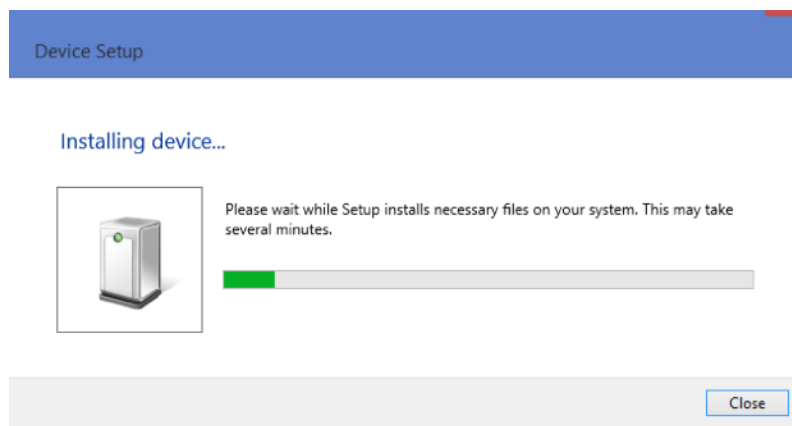 Device Setup
Installing device...
Please wait while Setup installs necessary files on your system. This may take
several minutes.
Close